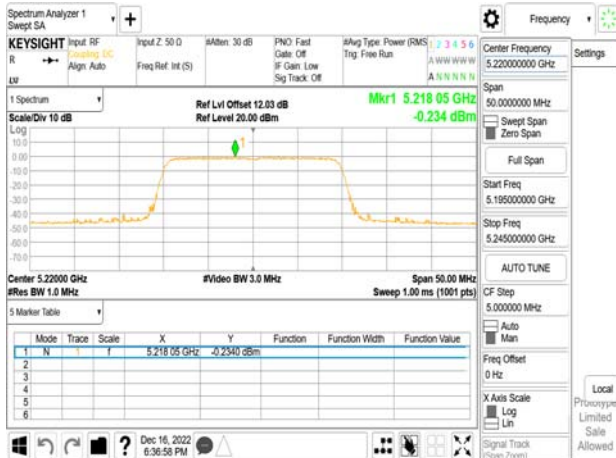 Spectrum Analyzer 1
Swept SA
+
Frequency
KEYSIGHT
Input: RF
Coupling: DC
Align: Auto
Input Z: 50 Ω
Freq Ref: Int (S)
#Atten: 30 dB
PNO: Fast
Gate: Off
IF Gain: Low
Sig Track: Off
#Avg Type: Power (RMS
Trig: Free Run
1 2 3 4 5 6
A W W W W W
A N N N N N
R
LXI
1 Spectrum
Scale/Div 10 dB
Ref Lvl Offset 12.03 dB
Ref Level 20.00 dBm
Mkr1 5.218 05 GHz
-0.234 dBm
Log
10.0
0.00
-10.0
-20.0
-30.0
-40.0
-50.0
-60.0
-70.0
1
Center 5.22000 GHz
#Res BW 1.0 MHz
#Video BW 3.0 MHz
Span 50.00 MHz
Sweep 1.00 ms (1001 pts)
5 Marker Table
Mode Trace Scale X Y Function Function Width Function Value
1 N 1 f 5.218 05 GHz -0.2340 dBm
2
3
4
5
6
Dec 16, 2022
6:36:58 PM
Center Frequency
5.220000000 GHz
Span
50.0000000 MHz
Swept Span
Zero Span
Full Span
Start Freq
5.195000000 GHz
Stop Freq
5.245000000 GHz
AUTO TUNE
CF Step
5.000000 MHz
Auto
Man
Freq Offset
0 Hz
X Axis Scale
Log
Lin
Signal Track
(Span Zoom)
Settings
Local
Prototype
Limited
Sale
Allowed